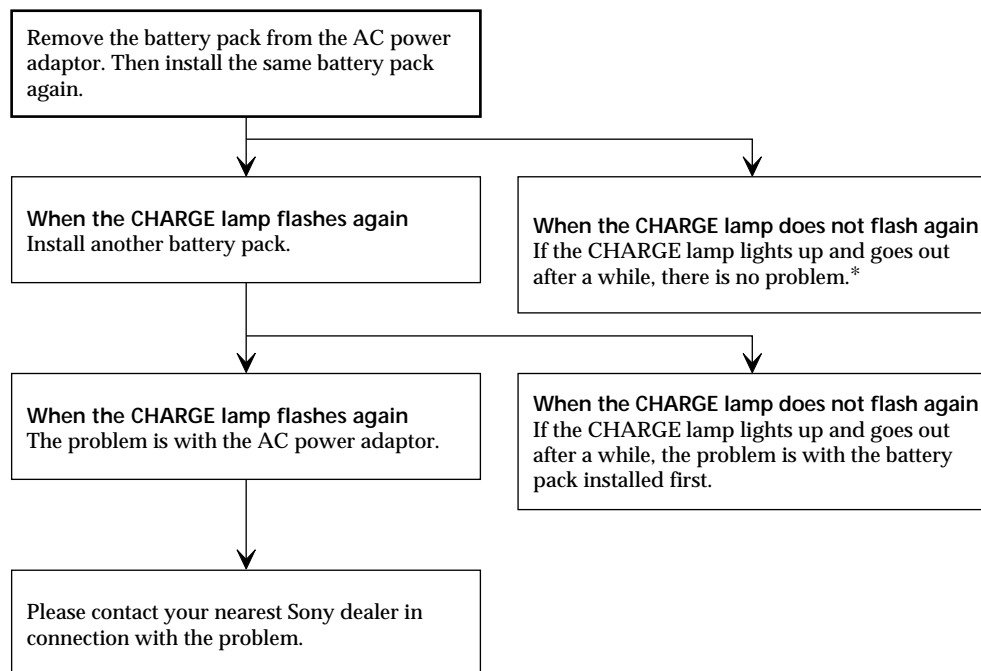 Remove the battery pack from the AC power
adaptor. Then install the same battery pack
again.
When the CHARGE lamp flashes again
Install another battery pack.
When the CHARGE lamp does not flash again
If the CHARGE lamp lights up and goes out
after a while, there is no problem.*
When the CHARGE lamp flashes again
The problem is with the AC power adaptor.
When the CHARGE lamp does not flash again
If the CHARGE lamp lights up and goes out
after a while, the problem is with the battery
pack installed first.
Please contact your nearest Sony dealer in
connection with the problem.